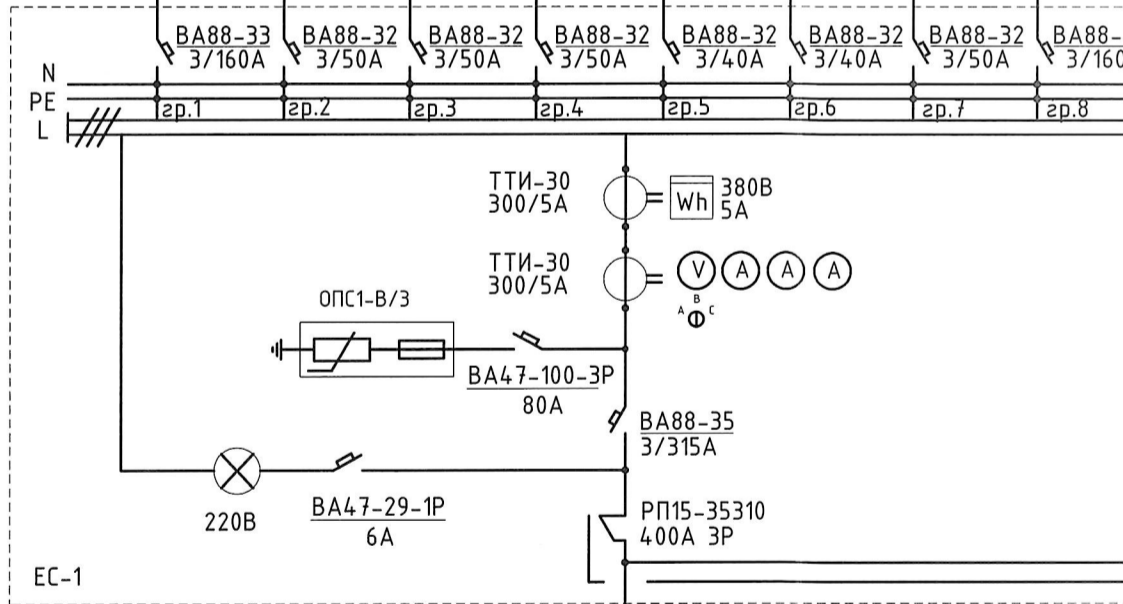 ВА88-33 ВА88-32 ВА88-32 ВА88-32 ВА88-32 ВА88-32 ВА88-32 ВА88-
3/160А 3/50А 3/50А 3/50А 3/40А 3/40А 3/50А 3/160
N
PE
гр.1 гр.2 гр.3 гр.4 гр.5 гр.6 гр.7 гр.8
L
ТТИ-30
300/5А
Wh
380В
5А
ТТИ-30
300/5А
V A A A
B
A C
ОПС1-В/3
ВА47-100-3Р
80А
ВА88-35
3/315А
220В
ВА47-29-1Р
6А
РП15-35310
400А 3Р
ЕС-1